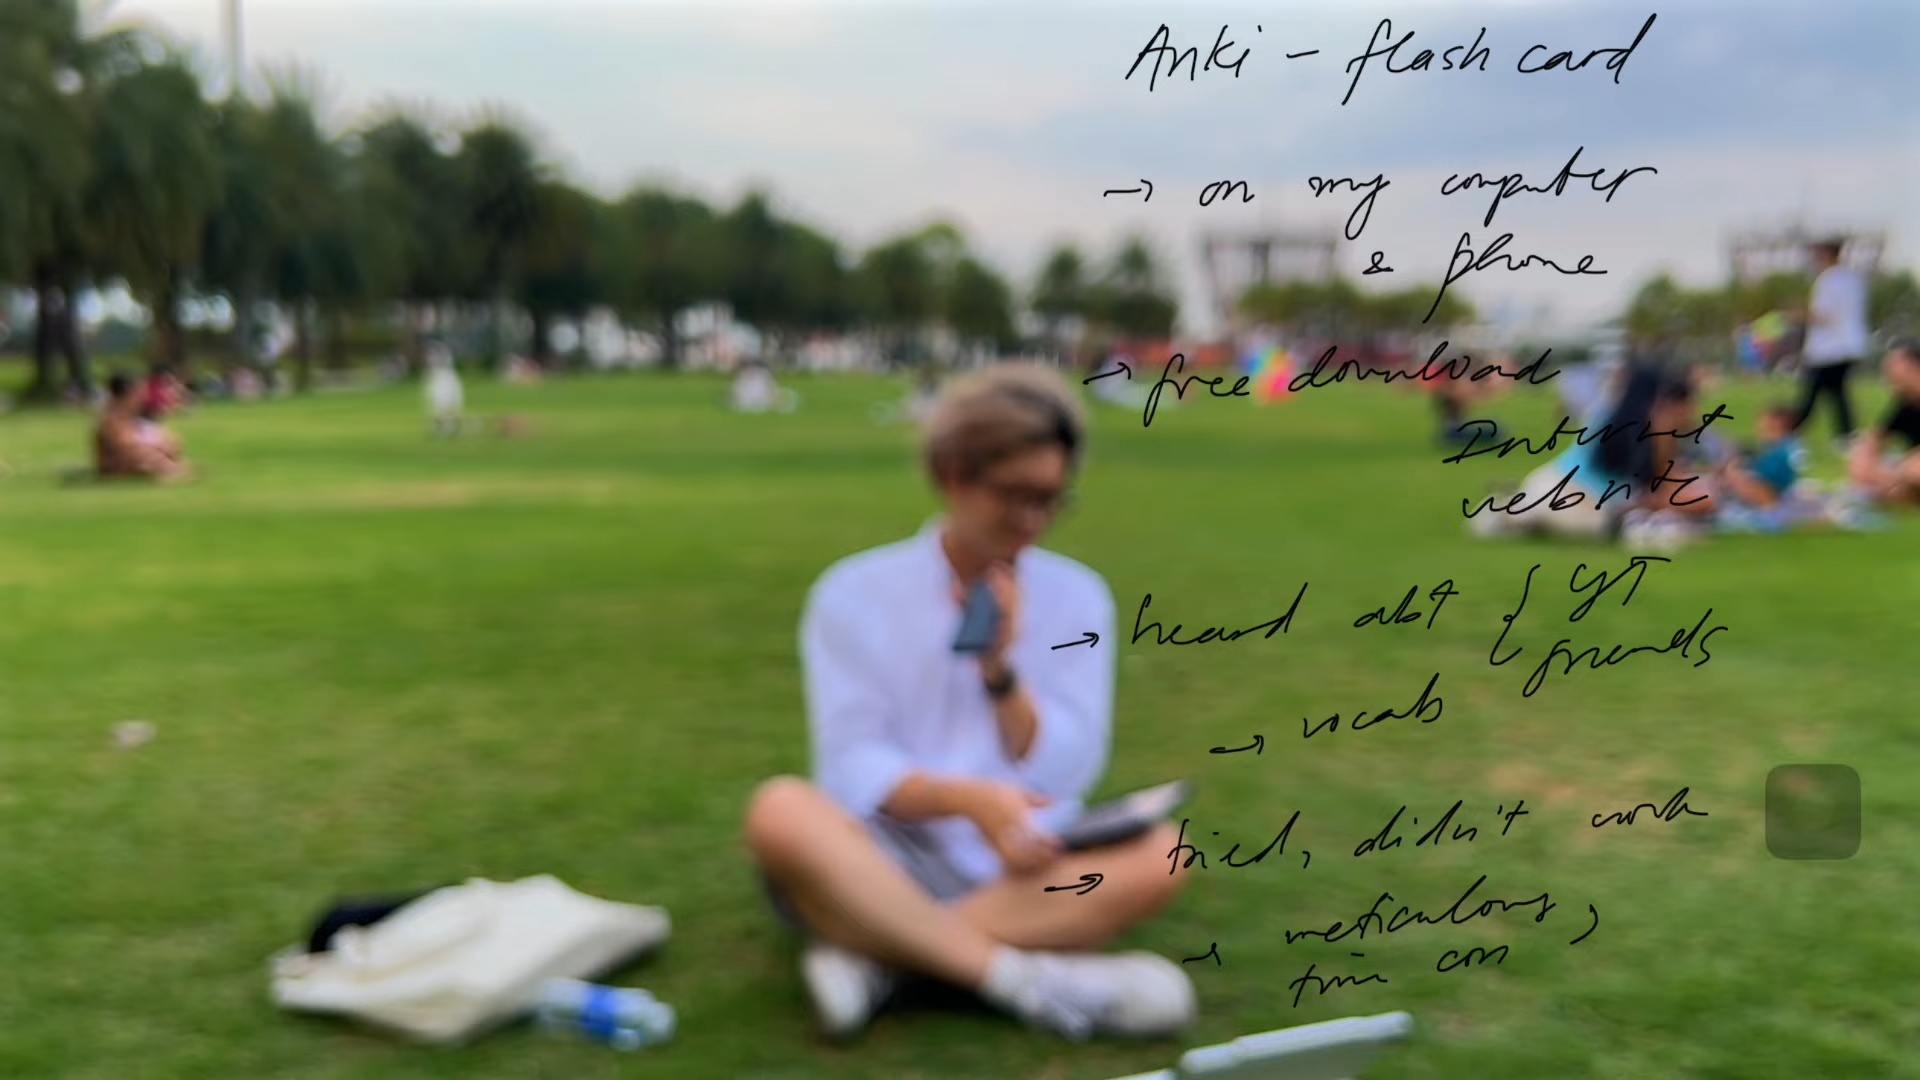 Anki - flash card
→ on my computer
& phone
→ free download
Internet
website
→ heard abt { YT
friends
→ vocab
→ tried, didn't work
→ meticulous,
time con